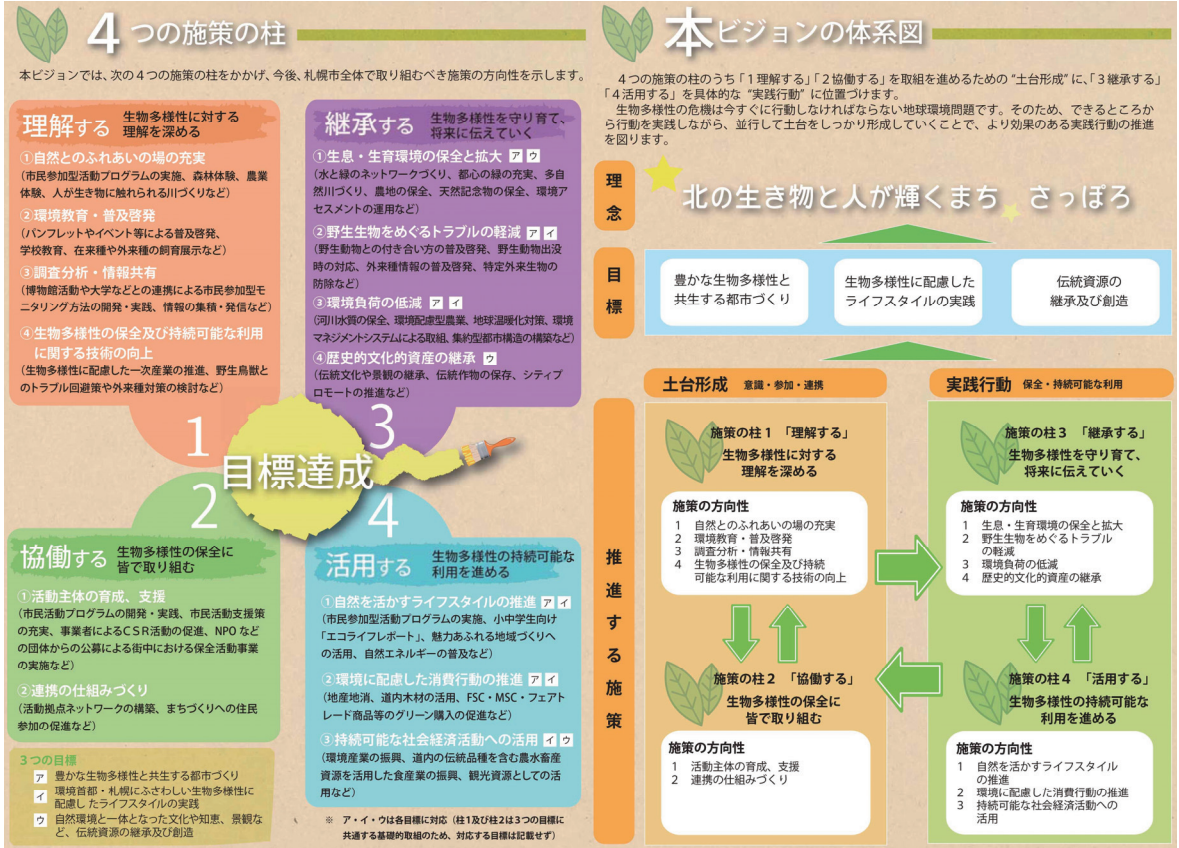 4つの施策の柱
本ビジョンでは、次の4つの施策の柱をかかげ、今後、札幌市全体で取り組むべき施策の方向性を示します。
理解する 生物多様性に対する
理解を深める
①自然とのふれあいの場の充実
(市民参加型活動プログラムの実施、森林体験、農業
体験、人が生き物に触れられる川づくりなど)
②環境教育・普及啓発
(パンフレットやイベント等による普及啓発、
学校教育、在来種や外来種の飼育展示など)
③調査分析・情報共有
(博物館活動や大学などとの連携による市民参加型モ
ニタリング方法の開発・実践、情報の集積・発信など)
④生物多様性の保全及び持続可能な利用
に関する技術の向上
(生物多様性に配慮した一次産業の推進、野生鳥獣と
のトラブル回避策や外来種対策の検討など)
1
継承する 生物多様性を守り育て、
将来に伝えていく
①生息・生育環境の保全と拡大 ア ウ
(水と緑のネットワークづくり、都心の緑の充実、多自
然川づくり、農地の保全、天然記念物の保全、環境ア
セスメントの運用など)
②野生生物をめぐるトラブルの軽減 ア イ
(野生動物との付き合い方の普及啓発、野生動物出没
時の対応、外来種情報の普及啓発、特定外来生物の
防除など)
③環境負荷の低減 ア イ
(河川水質の保全、環境配慮型農業、地球温暖化対策、環境
マネジメントシステムによる取組、集約型都市構造の構築など)
④歴史的文化的資産の継承 ウ
(伝統文化や景観の継承、伝統作物の保存、シティプ
ロモートの推進など)
3
目標達成
2
協働する 生物多様性の保全に
皆で取り組む
①活動主体の育成、支援
(市民活動プログラムの開発・実践、市民活動支援策
の充実、事業者によるCSR活動の促進、NPOなど
の団体からの公募による街中における保全活動事業
の実施など)
②連携の仕組みづくり
(活動拠点ネットワークの構築、まちづくりへの住民
参加の促進など)
4
活用する 生物多様性の持続可能な
利用を進める
①自然を活かすライフスタイルの推進 ア イ
(市民参加型活動プログラムの実施、小中学生向け
「エコライフレポート」、魅力あふれる地域づくりへ
の活用、自然エネルギーの普及など)
②環境に配慮した消費行動の推進 ア イ
(地産地消、道内木材の活用、FSC・MSC・フェアト
レード商品等のグリーン購入の促進など)
③持続可能な社会経済活動への活用 イ ウ
(環境産業の振興、道内の伝統品種を含む農水畜産
資源を活用した食産業の振興、観光資源としての活
用など)
3つの目標
ア 豊かな生物多様性と共生する都市づくり
イ 環境首都・札幌にふさわしい生物多様性に
配慮したライフスタイルの実践
ウ 自然環境と一体となった文化や知恵、景観な
ど、伝統資源の継承及び創造
※ ア・イ・ウは各目標に対応(柱1及び柱2は3つの目標に
共通する基礎的取組のため、対応する目標は記載せず)
本ビジョンの体系図
4つの施策の柱のうち「1理解する」「2協働する」を取組を進めるための“土台形成”に、「3継承する」
「4活用する」を具体的な“実践行動”に位置づけます。
生物多様性の危機は今すぐに行動しなければならない地球環境問題です。そのため、できるところか
ら行動を実践しながら、並行して土台をしっかり形成していくことで、より効果のある実践行動の推進
を図ります。
理念
北の生き物と人が輝くまち さっぽろ
目標
豊かな生物多様性と
共生する都市づくり
生物多様性に配慮した
ライフスタイルの実践
伝統資源の
継承及び創造
推進する施策
土台形成 意識・参加・連携
施策の柱1 「理解する」
生物多様性に対する
理解を深める
施策の方向性
1 自然とのふれあいの場の充実
2 環境教育・普及啓発
3 調査分析・情報共有
4 生物多様性の保全及び持続
可能な利用に関する技術の向上
施策の柱2 「協働する」
生物多様性の保全に
皆で取り組む
施策の方向性
1 活動主体の育成、支援
2 連携の仕組みづくり
実践行動 保全・持続可能な利用
施策の柱3 「継承する」
生物多様性を守り育て、
将来に伝えていく
施策の方向性
1 生息・生育環境の保全と拡大
2 野生生物をめぐるトラブル
の軽減
3 環境負荷の低減
4 歴史的文化的資産の継承
施策の柱4 「活用する」
生物多様性の持続可能な
利用を進める
施策の方向性
1 自然を活かすライフスタイル
の推進
2 環境に配慮した消費行動の推進
3 持続可能な社会経済活動への
活用